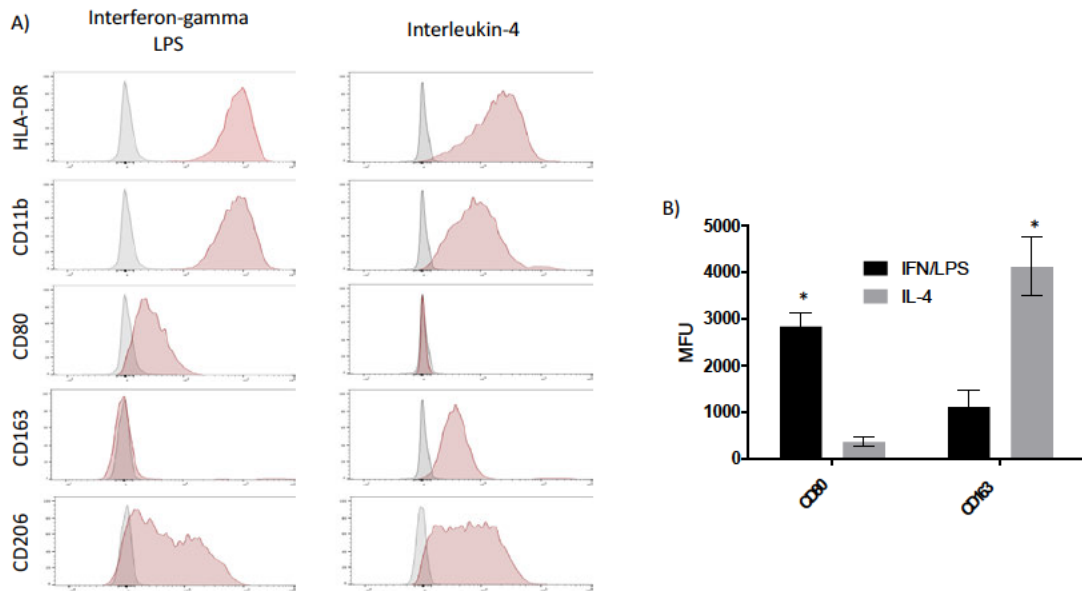 A)
Interferon-gamma
LPS
Interleukin-4
HLA-DR
CD11b
CD80
CD163
CD206
B)
5000
4000
3000
2000
1000
0
MFU
*
*
IFN/LPS
IL-4
CD80
CD163